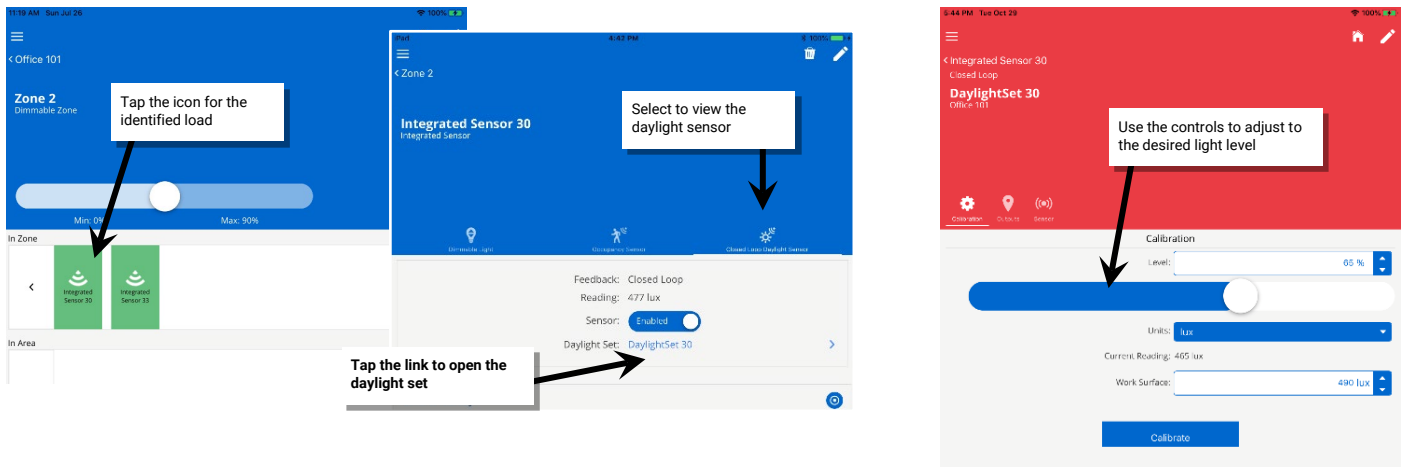 11:19 AM Sun Jul 26
100%
Office 101
Zone 2
Dimmable Zone
Tap the icon for the
identified load
Min: 0%
Max: 90%
In Zone
Integrated
Sensor 30
Integrated
Sensor 33
In Area
iPad
4:42 PM
100%
Zone 2
Integrated Sensor 30
Integrated Sensor
Select to view the
daylight sensor
Dimmable Light
Occupancy Sensor
Closed Loop Daylight Sensor
Feedback: Closed Loop
Reading: 477 lux
Sensor: Enabled
Daylight Set: DaylightSet 30
Tap the link to open the
daylight set
5:44 PM Tue Oct 29
100%
Integrated Sensor 30
Closed Loop
DaylightSet 30
Office 101
Use the controls to adjust to
the desired light level
Calibration
Outputs
Sensor
Calibration
Level: 65 %
Units: lux
Current Reading: 465 lux
Work Surface: 490 lux
Calibrate